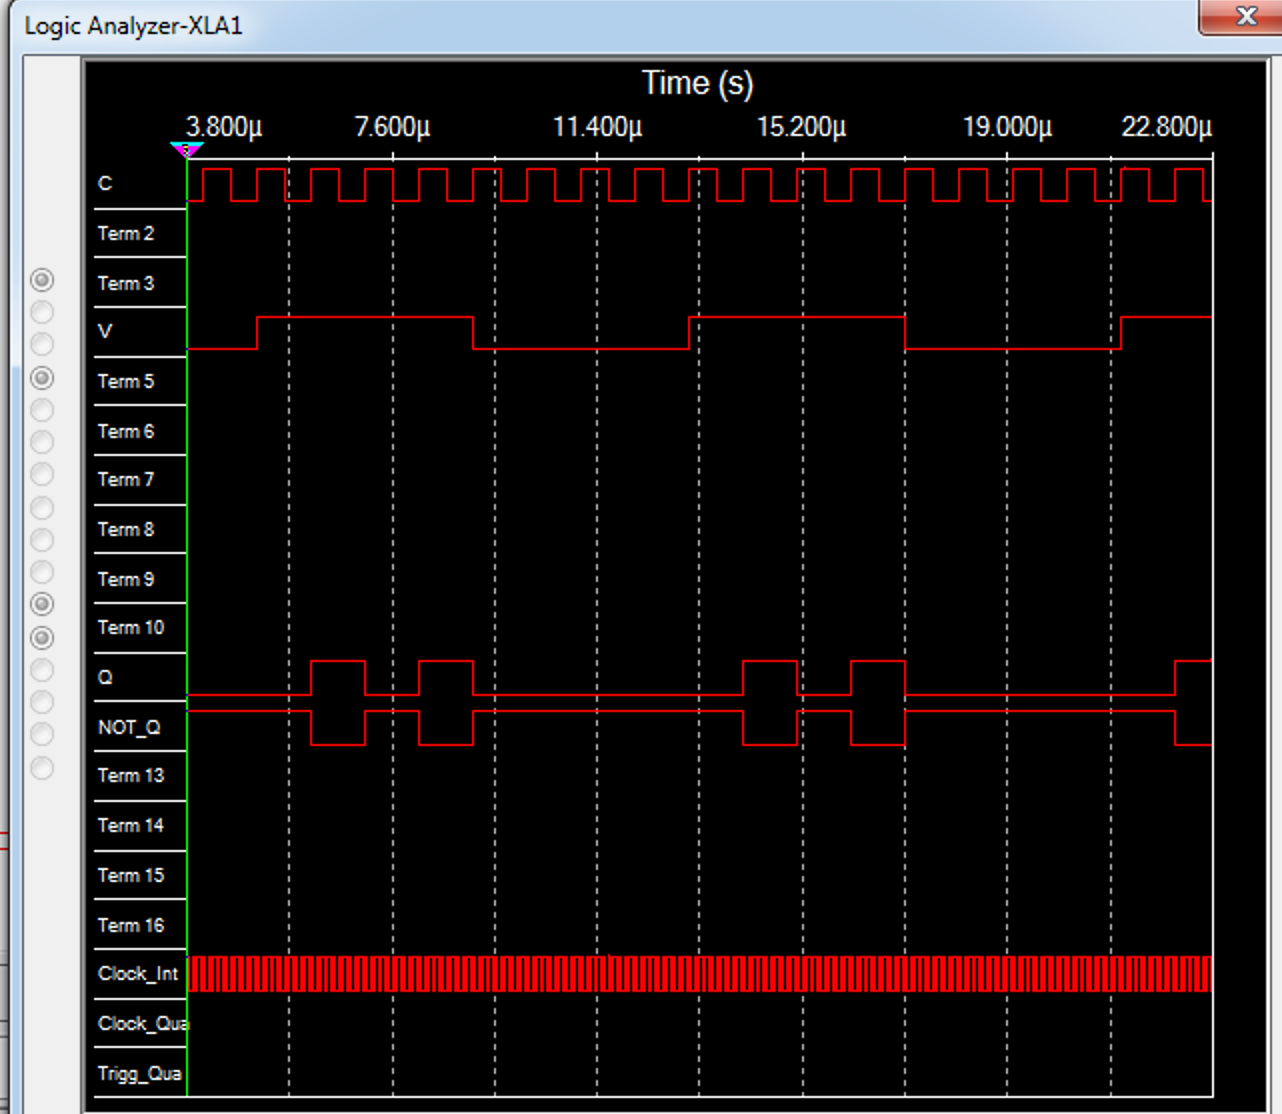 Logic Analyzer-XLA1
Time (s)
3.800µ 7.600µ 11.400µ 15.200µ 19.000µ 22.800µ
C
Term 2
Term 3
V
Term 5
Term 6
Term 7
Term 8
Term 9
Term 10
Q
NOT_Q
Term 13
Term 14
Term 15
Term 16
Clock_Int
Clock_Qua
Trigg_Qua